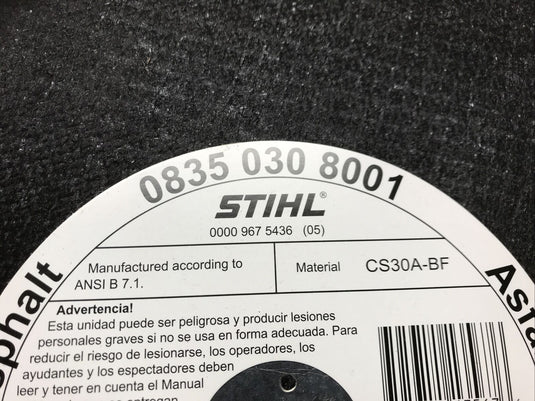 0835 030 8001
STIHL®
0000 967 5436 (05)
Manufactured according to
ANSI B 7.1.
Material CS30A-BF
Advertencia!
Esta unidad puede ser peligrosa y producir lesiones
personales graves si no se usa en forma adecuada. Para
reducir el riesgo de lesionarse, los operadores, los
ayudantes y los espectadores deben
leer y tener en cuenta el Manual